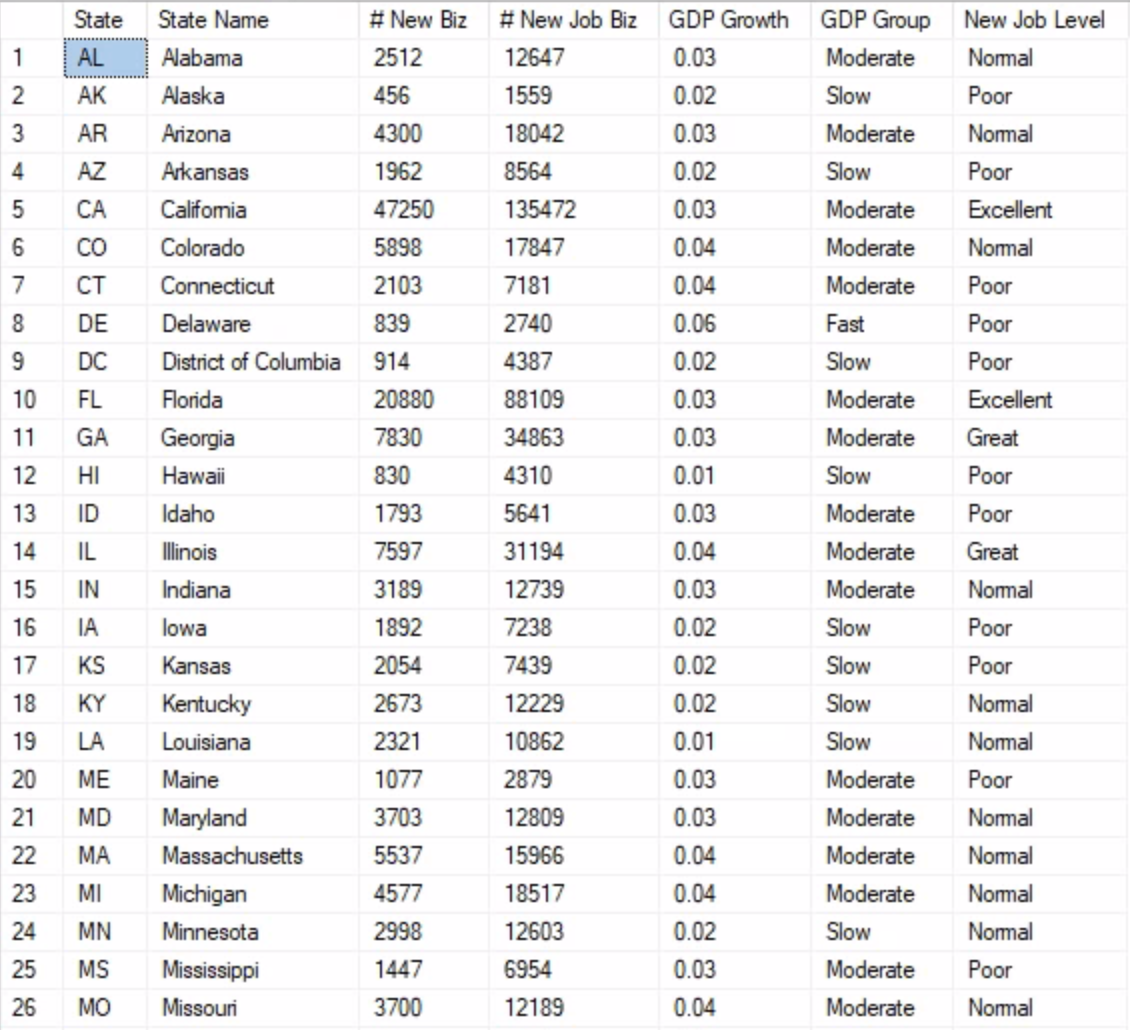 State State Name # New Biz # New Job Biz GDP Growth GDP Group New Job Level
1 AL Alabama 2512 12647 0.03 Moderate Normal
2 AK Alaska 456 1559 0.02 Slow Poor
3 AR Arizona 4300 18042 0.03 Moderate Normal
4 AZ Arkansas 1962 8564 0.02 Slow Poor
5 CA California 47250 135472 0.03 Moderate Excellent
6 CO Colorado 5898 17847 0.04 Moderate Normal
7 CT Connecticut 2103 7181 0.04 Moderate Poor
8 DE Delaware 839 2740 0.06 Fast Poor
9 DC District of Columbia 914 4387 0.02 Slow Poor
10 FL Florida 20880 88109 0.03 Moderate Excellent
11 GA Georgia 7830 34863 0.03 Moderate Great
12 HI Hawaii 830 4310 0.01 Slow Poor
13 ID Idaho 1793 5641 0.03 Moderate Poor
14 IL Illinois 7597 31194 0.04 Moderate Great
15 IN Indiana 3189 12739 0.03 Moderate Normal
16 IA Iowa 1892 7238 0.02 Slow Poor
17 KS Kansas 2054 7439 0.02 Slow Poor
18 KY Kentucky 2673 12229 0.02 Slow Normal
19 LA Louisiana 2321 10862 0.01 Slow Normal
20 ME Maine 1077 2879 0.03 Moderate Poor
21 MD Maryland 3703 12809 0.03 Moderate Normal
22 MA Massachusetts 5537 15966 0.04 Moderate Normal
23 MI Michigan 4577 18517 0.04 Moderate Normal
24 MN Minnesota 2998 12603 0.02 Slow Normal
25 MS Mississippi 1447 6954 0.03 Moderate Poor
26 MO Missouri 3700 12189 0.04 Moderate Normal